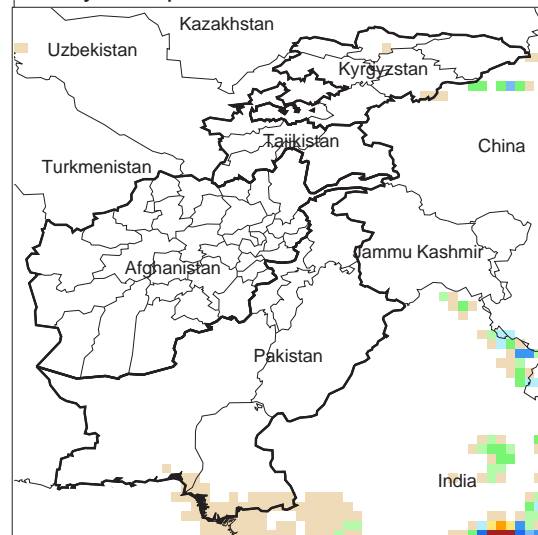 Kazakhstan
Uzbekistan
Kyrgyzstan
Tajikistan
China
Turkmenistan
Jammu Kashmir
Afghanistan
Pakistan
India